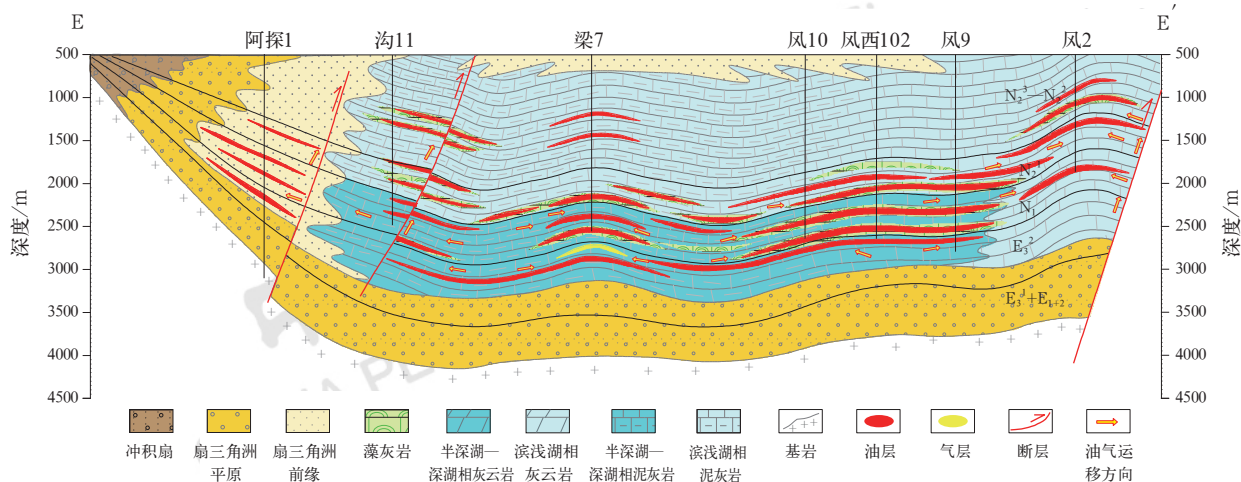 E
E′
阿探1 沟11 梁7 风10 风西102 风9 风2
500
1000
1500
2000
2500
3000
3500
4000
4500
深度/m
500
1000
1500
2000
2500
3000
3500
4000
4500
深度/m
N₂³—N₂²
N₂¹
N₁
E₃²
E₃¹+E₁₊₂
冲积扇
扇三角洲
平原
扇三角洲
前缘
藻灰岩
半深湖—
深湖相灰云岩
滨浅湖相
灰云岩
半深湖—
深湖相泥灰岩
滨浅湖相
泥灰岩
基岩
油层
气层
断层
油气运
移方向